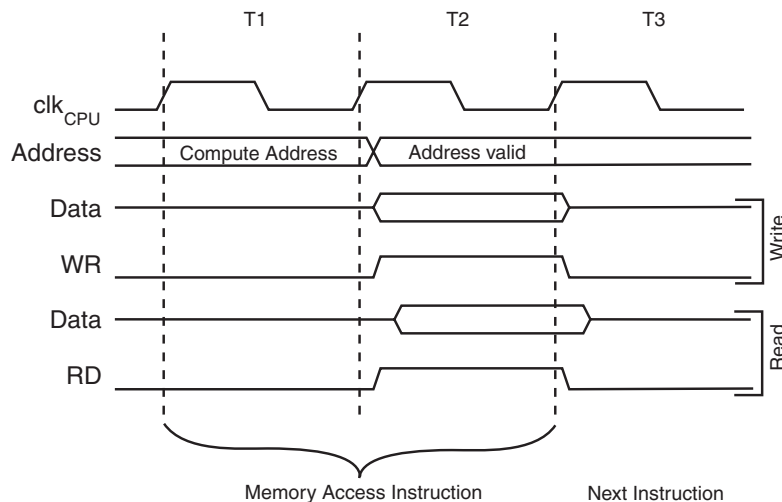 T1 T2 T3
clkCPU
Address Compute Address Address valid
Data
WR
Write
Data
RD
Read
Memory Access Instruction Next Instruction